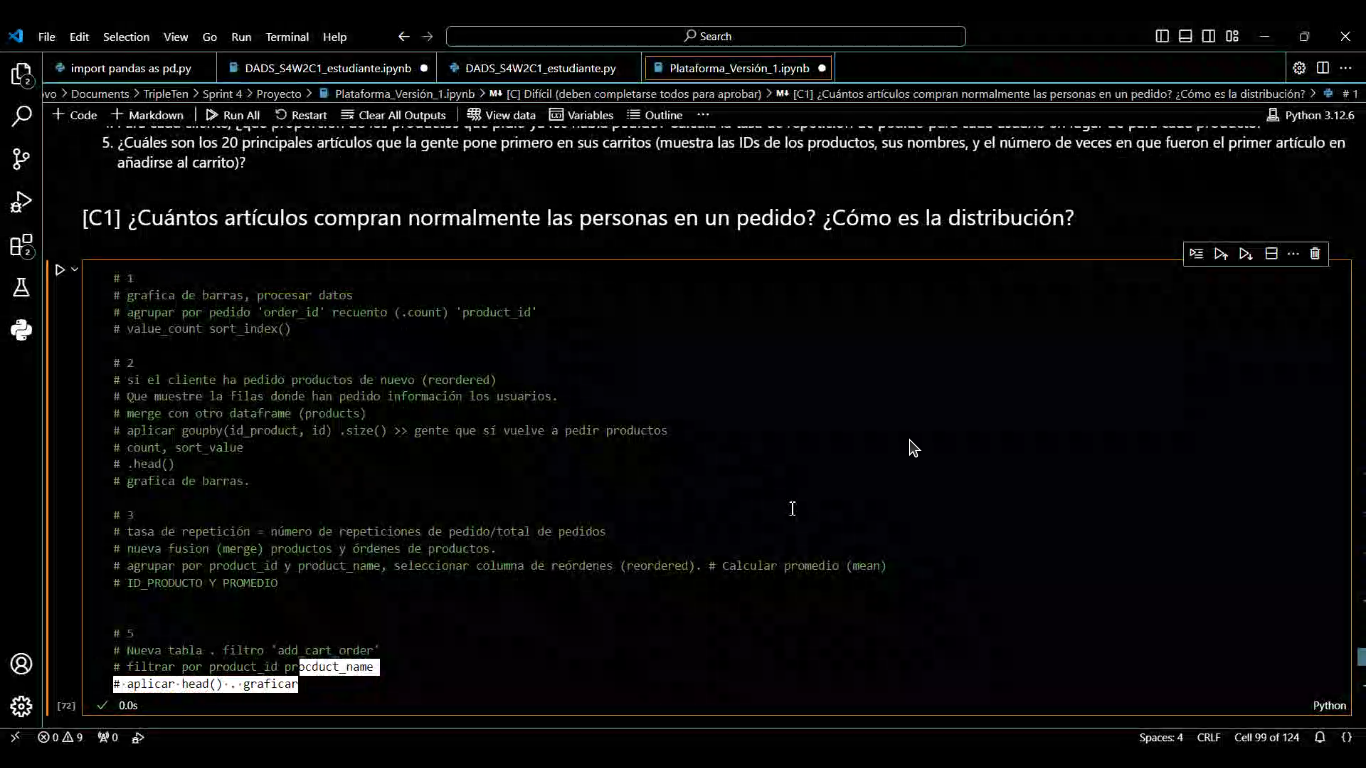 File Edit Selection View Go Run Terminal Help
Search
import pandas as pd.py
DADS_S4W2C1_estudiante.ipynb
DADS_S4W2C1_estudiante.py
Plataforma_Versión_1.ipynb
vo > Documents > TripleTen > Sprint 4 > Proyecto > Plataforma_Versión_1.ipynb > [C] Difícil (deben completarse todos para aprobar) > [C1] ¿Cuántos artículos compran normalmente las personas en un pedido? ¿Cómo es la distribución? > # 1
+ Code + Markdown Run All Restart Clear All Outputs View data Variables Outline ... Python 3.12.6
5. ¿Cuáles son los 20 principales artículos que la gente pone primero en sus carritos (muestra las IDs de los productos, sus nombres, y el número de veces en que fueron el primer artículo en
añadirse al carrito)?
[C1] ¿Cuántos artículos compran normalmente las personas en un pedido? ¿Cómo es la distribución?
# 1
# grafica de barras, procesar datos
# agrupar por pedido 'order_id' recuento (.count) 'product_id'
# value_count sort_index()
# 2
# si el cliente ha pedido productos de nuevo (reordered)
# Que muestre la filas donde han pedido información los usuarios.
# merge con otro dataframe (products)
# aplicar goupby(id_product, id) .size() >> gente que sí vuelve a pedir productos
# count, sort_value
# .head()
# grafica de barras.
# 3
# tasa de repetición = número de repeticiones de pedido/total de pedidos
# nueva fusion (merge) productos y órdenes de productos.
# agrupar por product_id y product_name, seleccionar columna de reórdenes (reordered). # Calcular promedio (mean)
# ID_PRODUCTO Y PROMEDIO
# 5
# Nueva tabla . filtro 'add_cart_order'
# filtrar por product_id procduct_name
# aplicar head() . graficar
[72] 0.0s Python
0 9 0 Spaces: 4 CRLF Cell 99 of 124